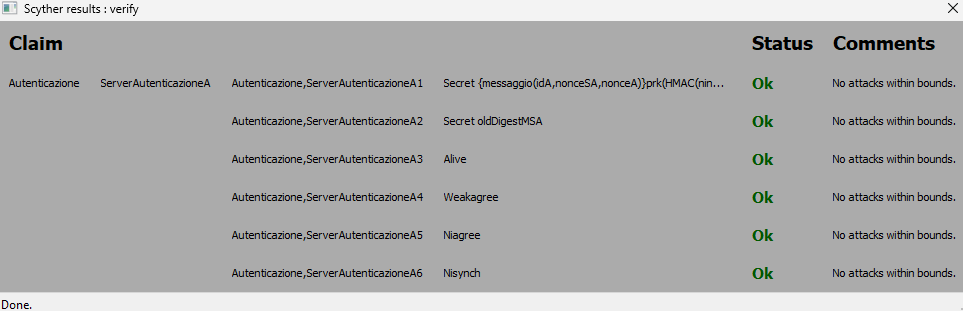 Scyther results : verify
Claim Status Comments
Autenticazione ServerAutenticazioneA Autenticazione,ServerAutenticazioneA1 Secret {messaggio(idA,nonceSA,nonceA)}prk(HMAC(nin... Ok No attacks within bounds.
Autenticazione,ServerAutenticazioneA2 Secret oldDigestMSA Ok No attacks within bounds.
Autenticazione,ServerAutenticazioneA3 Alive Ok No attacks within bounds.
Autenticazione,ServerAutenticazioneA4 Weakagree Ok No attacks within bounds.
Autenticazione,ServerAutenticazioneA5 Niagree Ok No attacks within bounds.
Autenticazione,ServerAutenticazioneA6 Nisynch Ok No attacks within bounds.
Done.